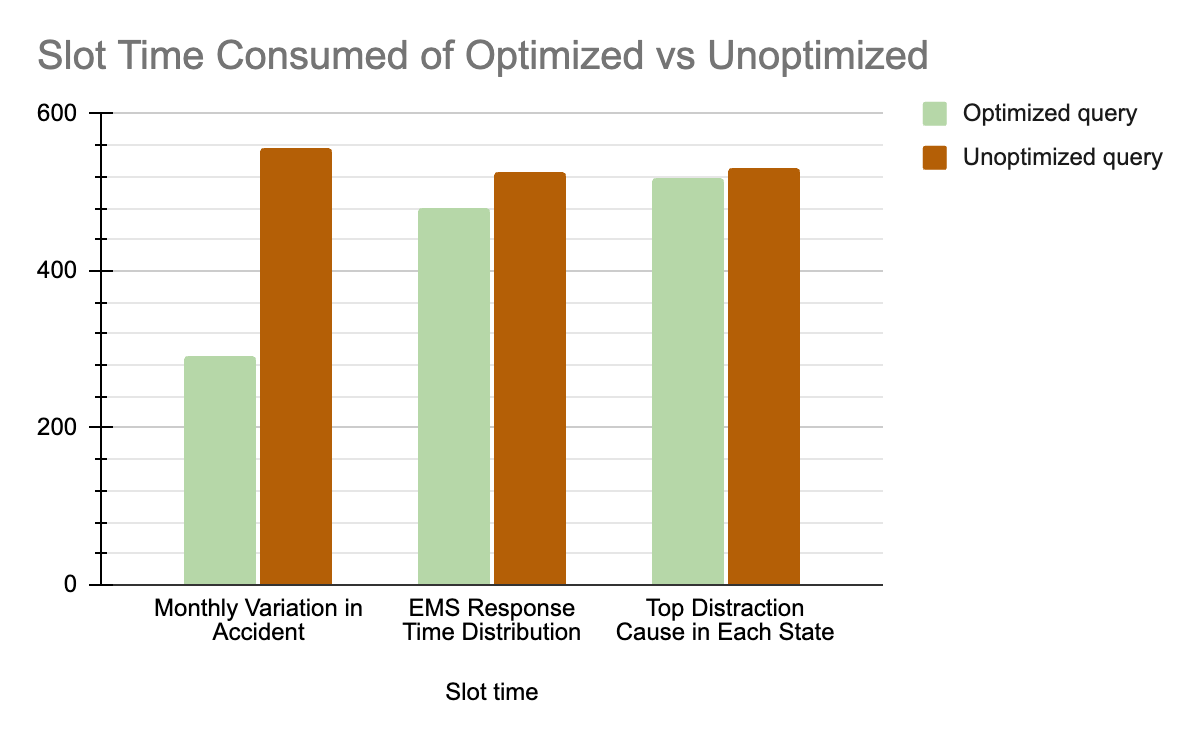 Slot Time Consumed of Optimized vs Unoptimized
Optimized query
Unoptimized query
600
400
200
0
Monthly Variation in
Accident
EMS Response
Time Distribution
Top Distraction
Cause in Each State
Slot time